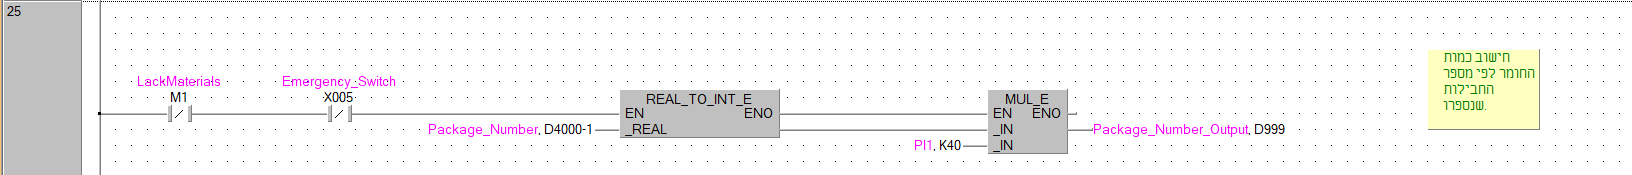 25
חישוב כמות
החומר לפי מספר
החבילות
שנספרו.
LackMaterials
Emergency_Switch
M1
X005
REAL_TO_INT_E
MUL_E
EN ENO
EN ENO
Package_Number, D4000-1
_REAL
_IN
Package_Number_Output, D999
PI1, K40
_IN